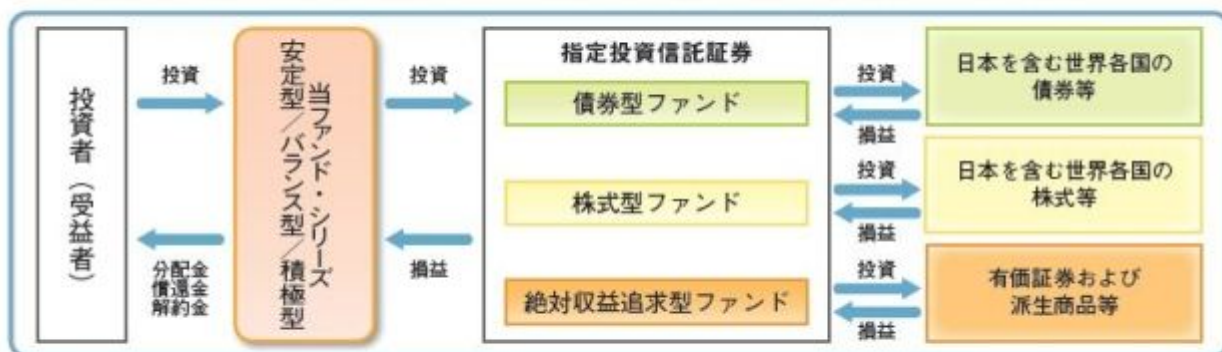 投資者（受益者）
投資
分配金
償還金
解約金
当ファンド・シリーズ
安定型／バランス型／積極型
投資
損益
指定投資信託証券
債券型ファンド
株式型ファンド
絶対収益追求型ファンド
投資
損益
投資
損益
投資
損益
日本を含む世界各国の
債券等
日本を含む世界各国の
株式等
有価証券および
派生商品等